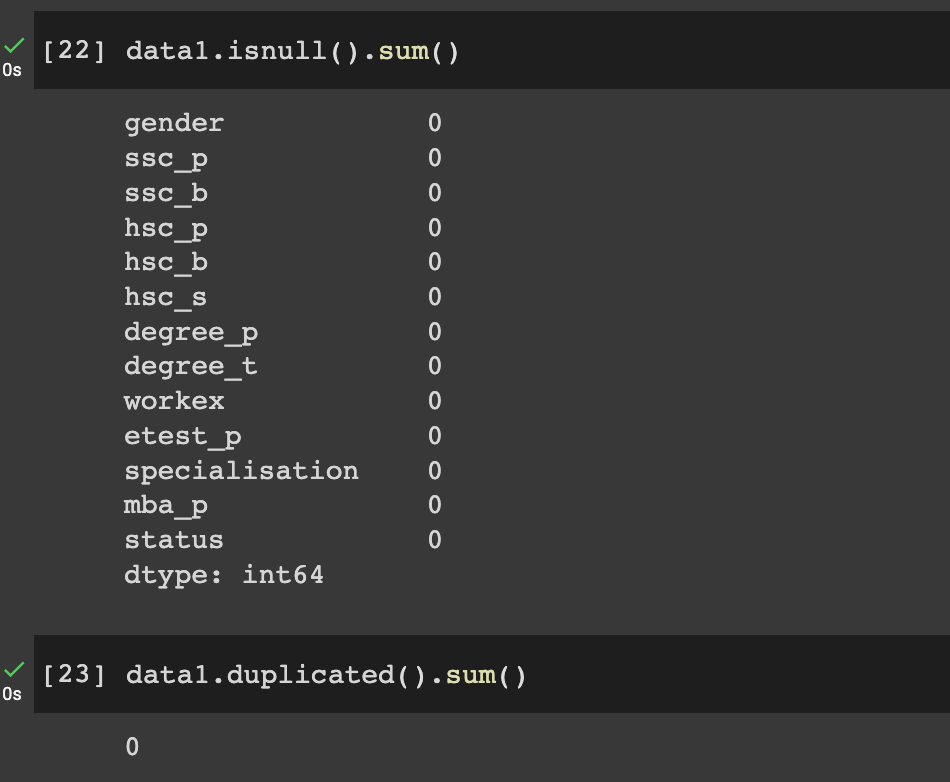 [22] data1.isnull().sum()
0s
gender 0
ssc_p 0
ssc_b 0
hsc_p 0
hsc_b 0
hsc_s 0
degree_p 0
degree_t 0
workex 0
etest_p 0
specialisation 0
mba_p 0
status 0
dtype: int64
[23] data1.duplicated().sum()
0s
0